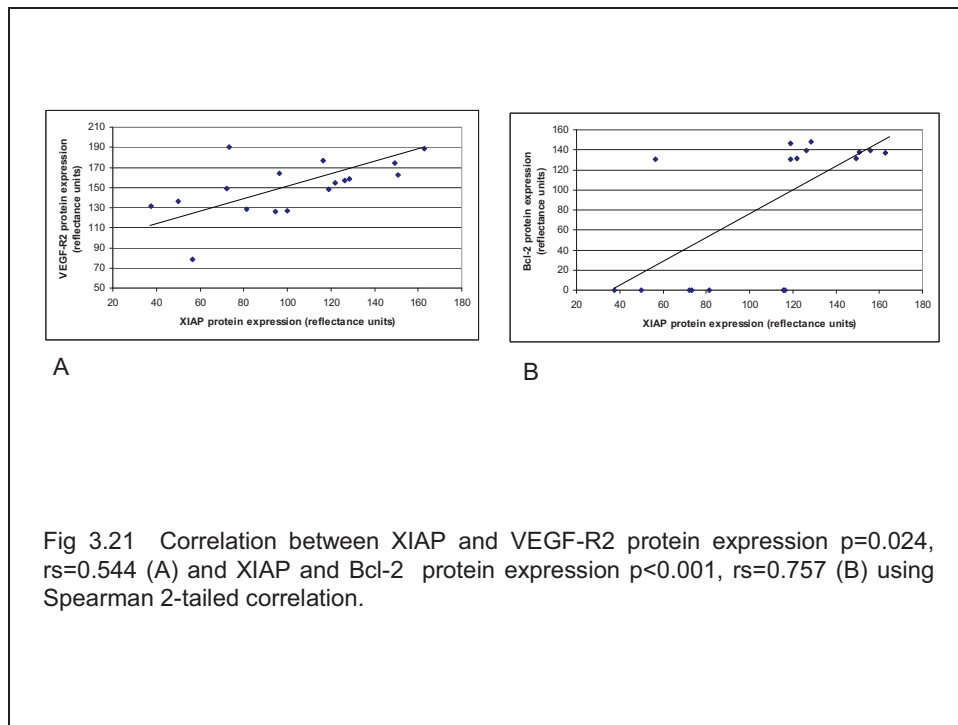 210
190
170
150
130
110
90
70
50
VEGF-R2 protein expression
(reflectance units)
20 40 60 80 100 120 140 160 180
XIAP protein expression (reflectance units)
A
160
140
120
100
80
60
40
20
0
Bcl-2 protein expression
(reflectance units)
20 40 60 80 100 120 140 160 180
XIAP protein expression (reflectance units)
B
Fig 3.21 Correlation between XIAP and VEGF-R2 protein expression p=0.024,
rs=0.544 (A) and XIAP and Bcl-2 protein expression p<0.001, rs=0.757 (B) using
Spearman 2-tailed correlation.